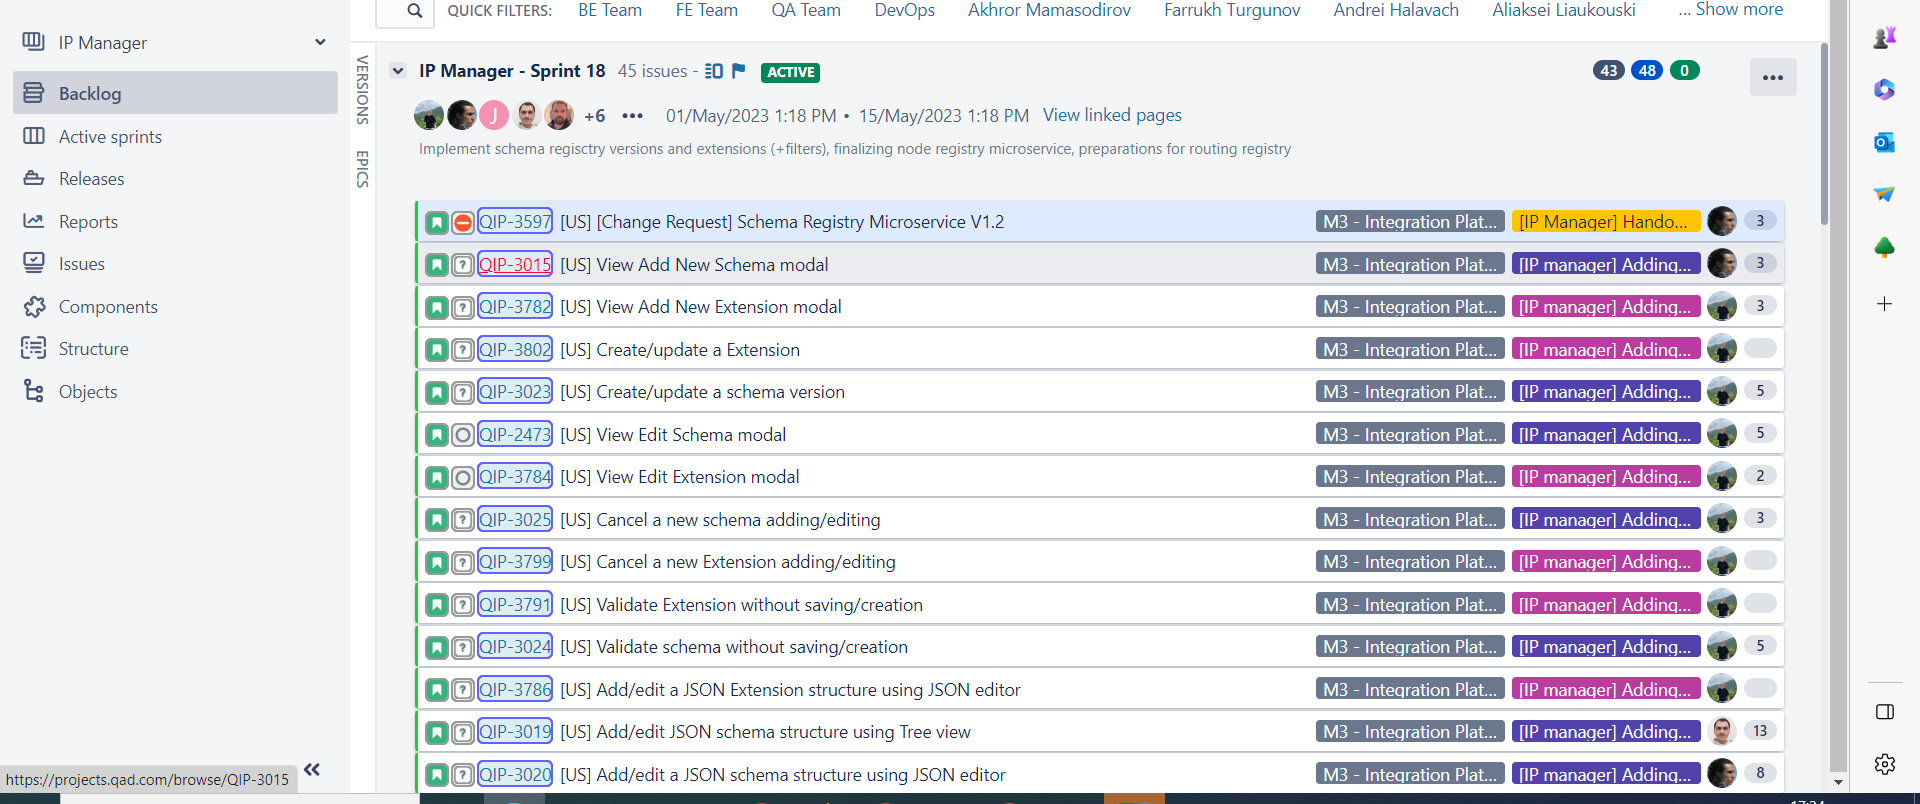 QUICK FILTERS: BE Team FE Team QA Team DevOps Akhror Mamasodirov Farrukh Turgunov Andrei Halavach Aliaksei Liaukouski ... Show more
IP Manager
Backlog
Active sprints
Releases
Reports
Issues
Components
Structure
Objects
VERSIONS
EPICS
IP Manager - Sprint 18 45 issues - ACTIVE 43 48 0 •••
J +6 ••• 01/May/2023 1:18 PM • 15/May/2023 1:18 PM View linked pages
Implement schema regisctry versions and extensions (+filters), finalizing node registry microservice, preparations for routing registry
QIP-3597 [US] [Change Request] Schema Registry Microservice V1.2 M3 - Integration Plat... [IP Manager] Hando... 3
? QIP-3015 [US] View Add New Schema modal M3 - Integration Plat... [IP manager] Adding... 3
? QIP-3782 [US] View Add New Extension modal M3 - Integration Plat... [IP manager] Adding... 3
? QIP-3802 [US] Create/update a Extension M3 - Integration Plat... [IP manager] Adding...
? QIP-3023 [US] Create/update a schema version M3 - Integration Plat... [IP manager] Adding... 5
QIP-2473 [US] View Edit Schema modal M3 - Integration Plat... [IP manager] Adding... 5
QIP-3784 [US] View Edit Extension modal M3 - Integration Plat... [IP manager] Adding... 2
? QIP-3025 [US] Cancel a new schema adding/editing M3 - Integration Plat... [IP manager] Adding... 3
? QIP-3799 [US] Cancel a new Extension adding/editing M3 - Integration Plat... [IP manager] Adding...
? QIP-3791 [US] Validate Extension without saving/creation M3 - Integration Plat... [IP manager] Adding...
? QIP-3024 [US] Validate schema without saving/creation M3 - Integration Plat... [IP manager] Adding... 5
? QIP-3786 [US] Add/edit a JSON Extension structure using JSON editor M3 - Integration Plat... [IP manager] Adding...
? QIP-3019 [US] Add/edit JSON schema structure using Tree view M3 - Integration Plat... [IP manager] Adding... 13
? QIP-3020 [US] Add/edit a JSON schema structure using JSON editor M3 - Integration Plat... [IP manager] Adding... 8
https://projects.qad.com/browse/QIP-3015